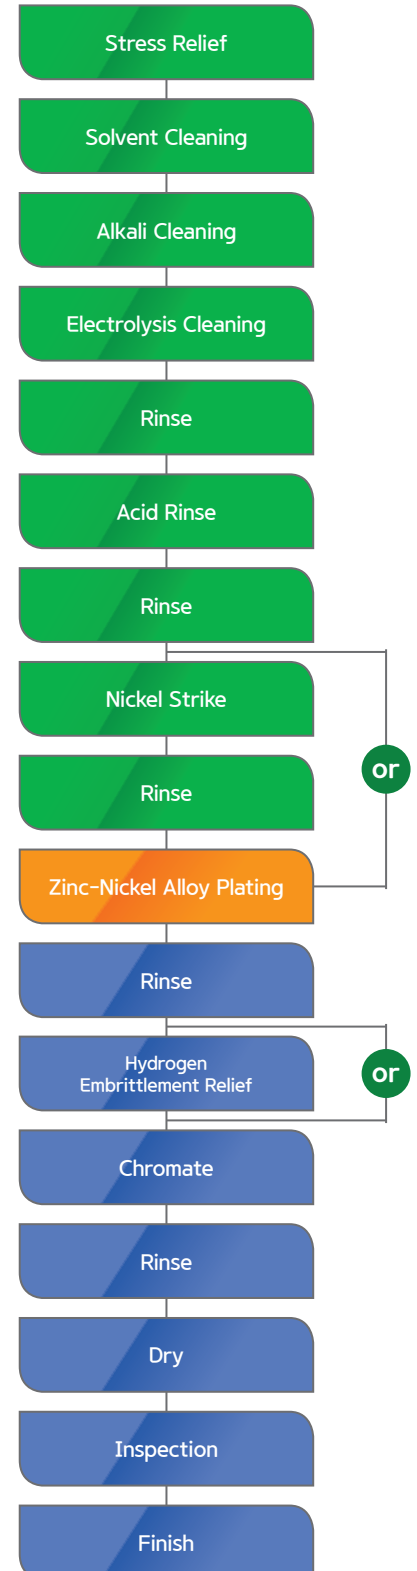 Stress Relief
Solvent Cleaning
Alkali Cleaning
Electrolysis Cleaning
Rinse
Acid Rinse
Rinse
Nickel Strike
Rinse
or
Zinc-Nickel Alloy Plating
Rinse
Hydrogen
Embrittlement Relief
or
Chromate
Rinse
Dry
Inspection
Finish